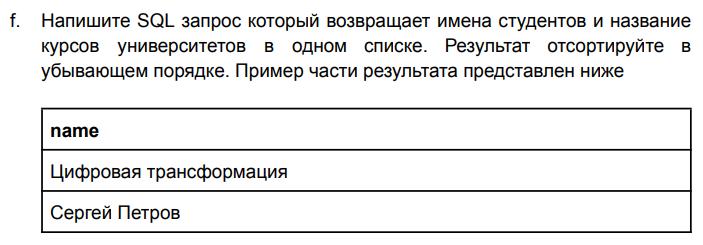 f. Напишите SQL запрос который возвращает имена студентов и название
курсов университетов в одном списке. Результат отсортируйте в
убывающем порядке. Пример части результата представлен ниже
name
Цифровая трансформация
Сергей Петров